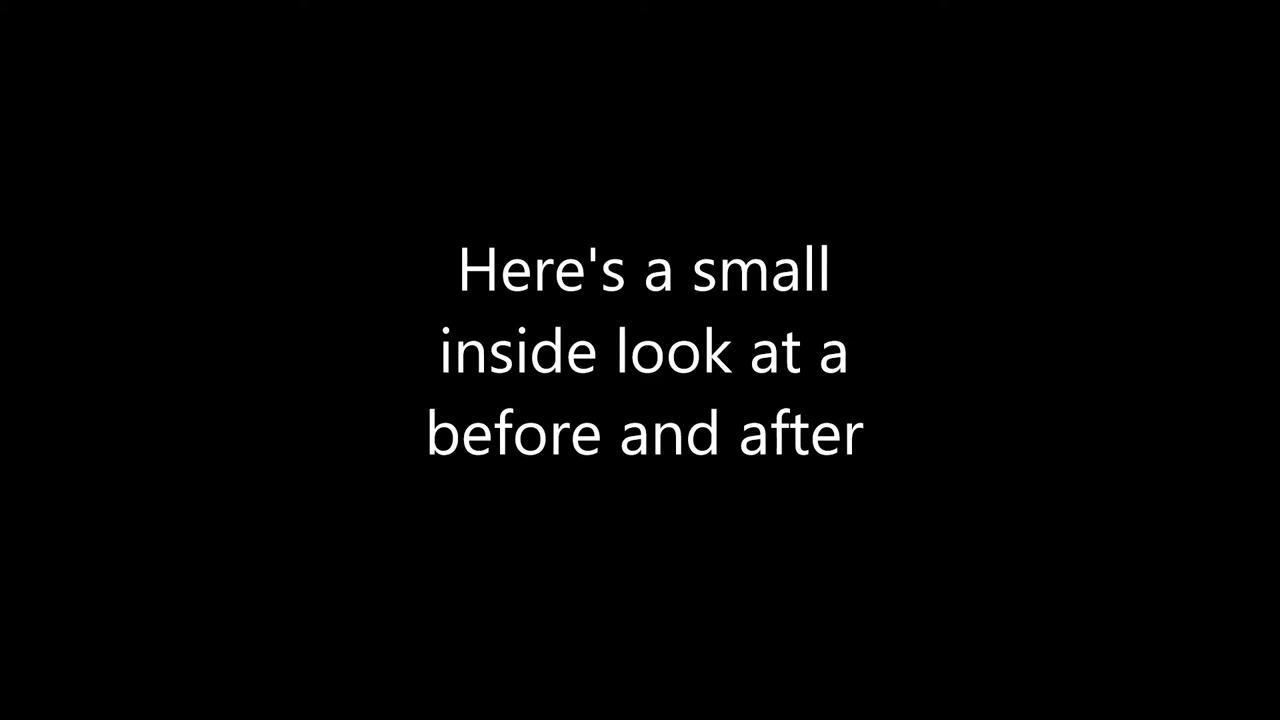 Here's a small
inside look at a
before and after